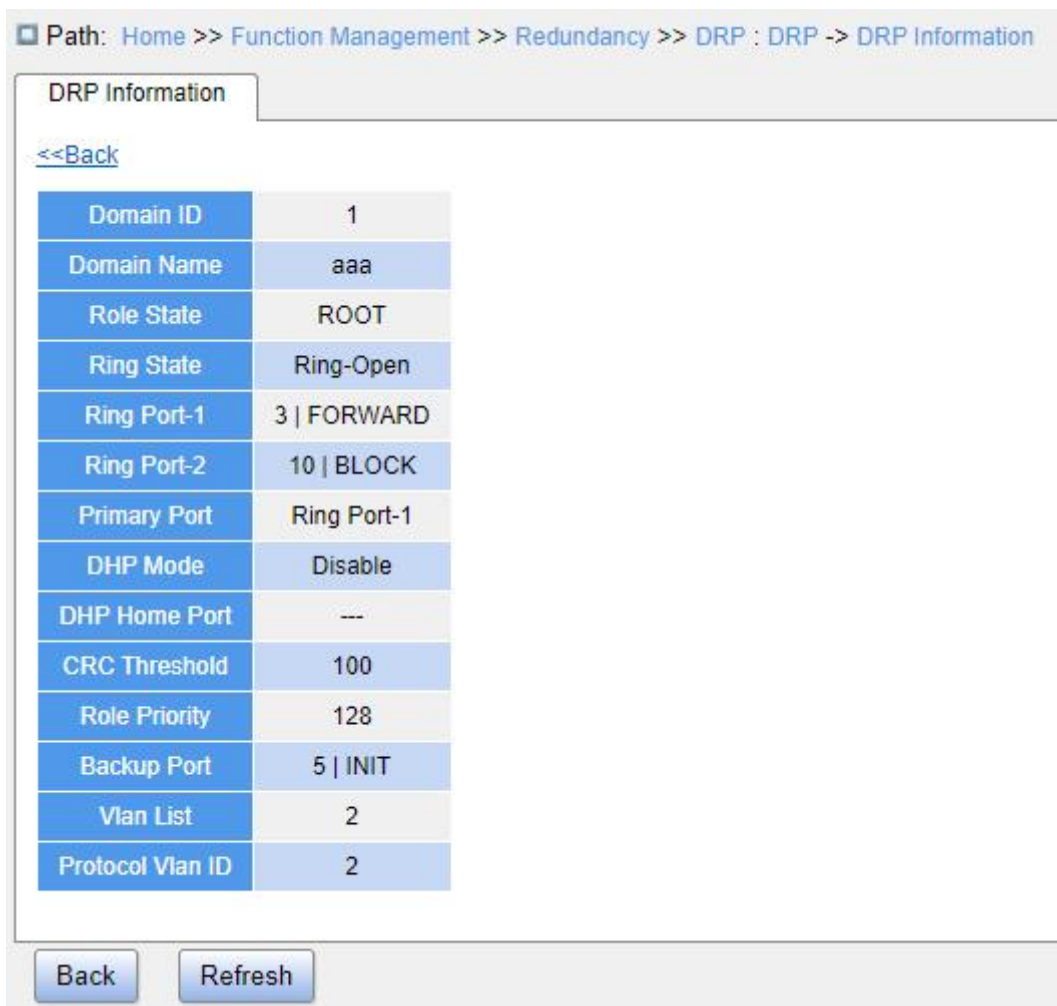 Path: Home >> Function Management >> Redundancy >> DRP : DRP -> DRP Information
DRP Information
<<Back
Domain ID 1
Domain Name aaa
Role State ROOT
Ring State Ring-Open
Ring Port-1 3 | FORWARD
Ring Port-2 10 | BLOCK
Primary Port Ring Port-1
DHP Mode Disable
DHP Home Port ---
CRC Threshold 100
Role Priority 128
Backup Port 5 | INIT
Vlan List 2
Protocol Vlan ID 2
Back Refresh